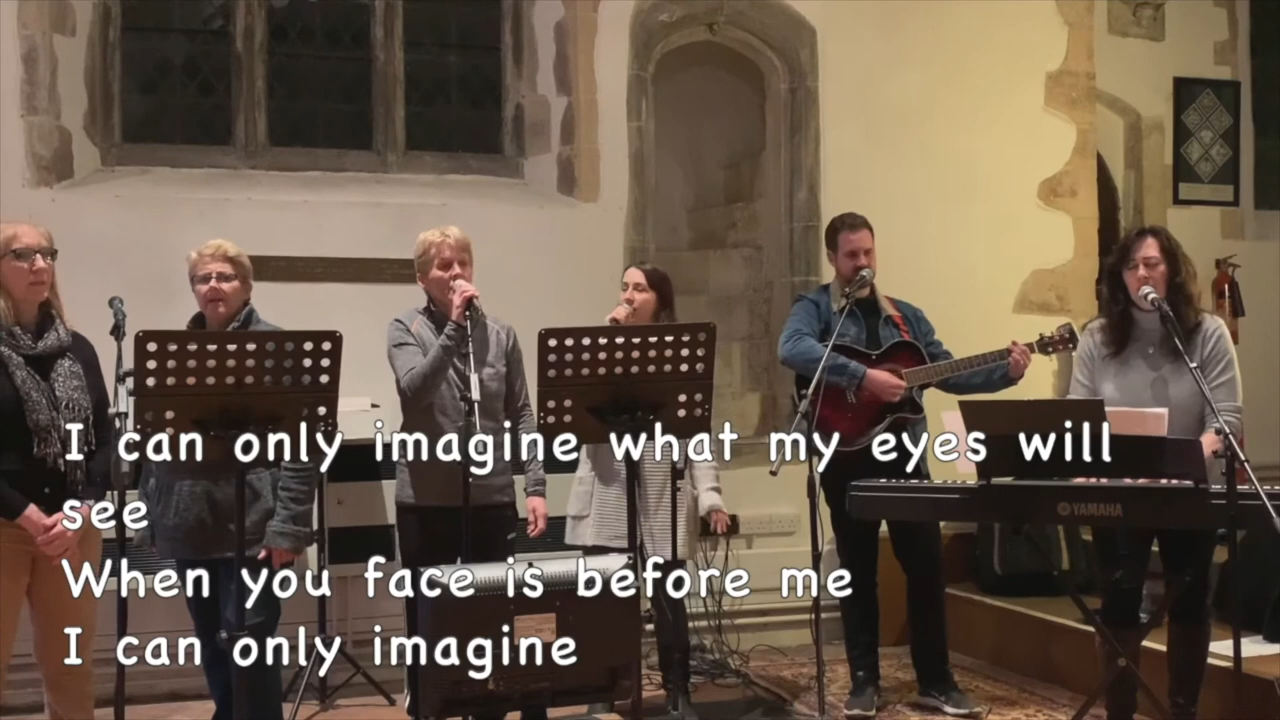 I can only imagine what my eyes will
see
When you face is before me
I can only imagine
YAMAHA